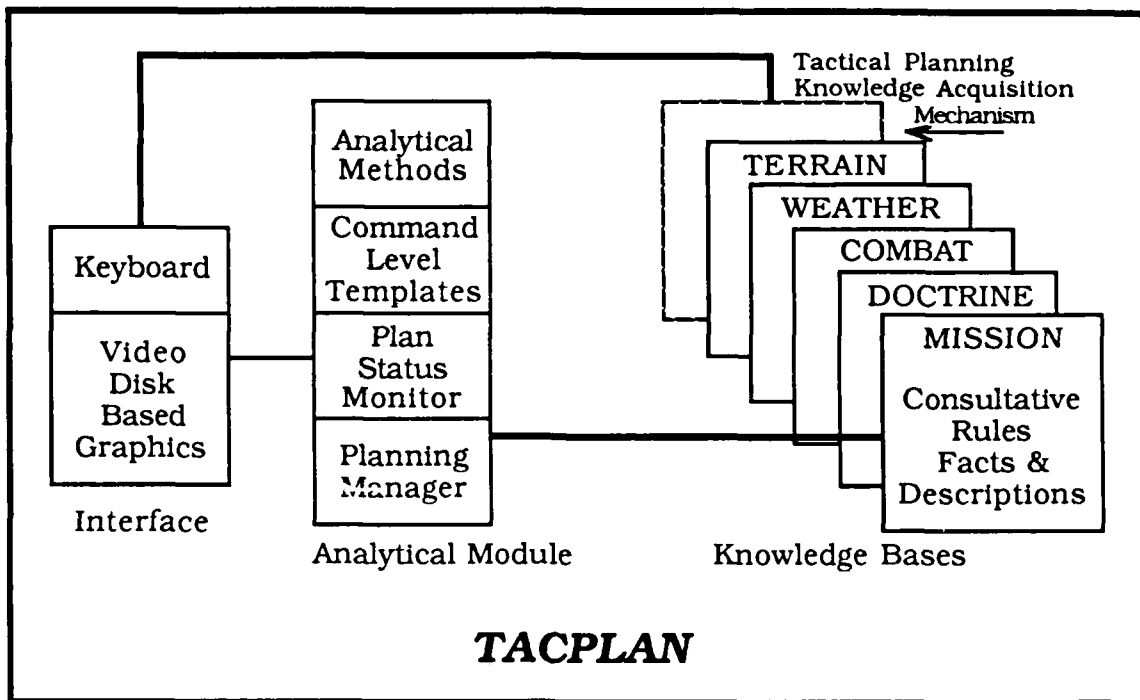 Tactical Planning
Knowledge Acquisition
Mechanism
Analytical
Methods
Command
Level
Templates
Plan
Status
Monitor
Planning
Manager
Keyboard
Video
Disk
Based
Graphics
TERRAIN
WEATHER
COMBAT
DOCTRINE
MISSION
Consultative
Rules
Facts &
Descriptions
Interface
Analytical Module
Knowledge Bases
TACPLAN